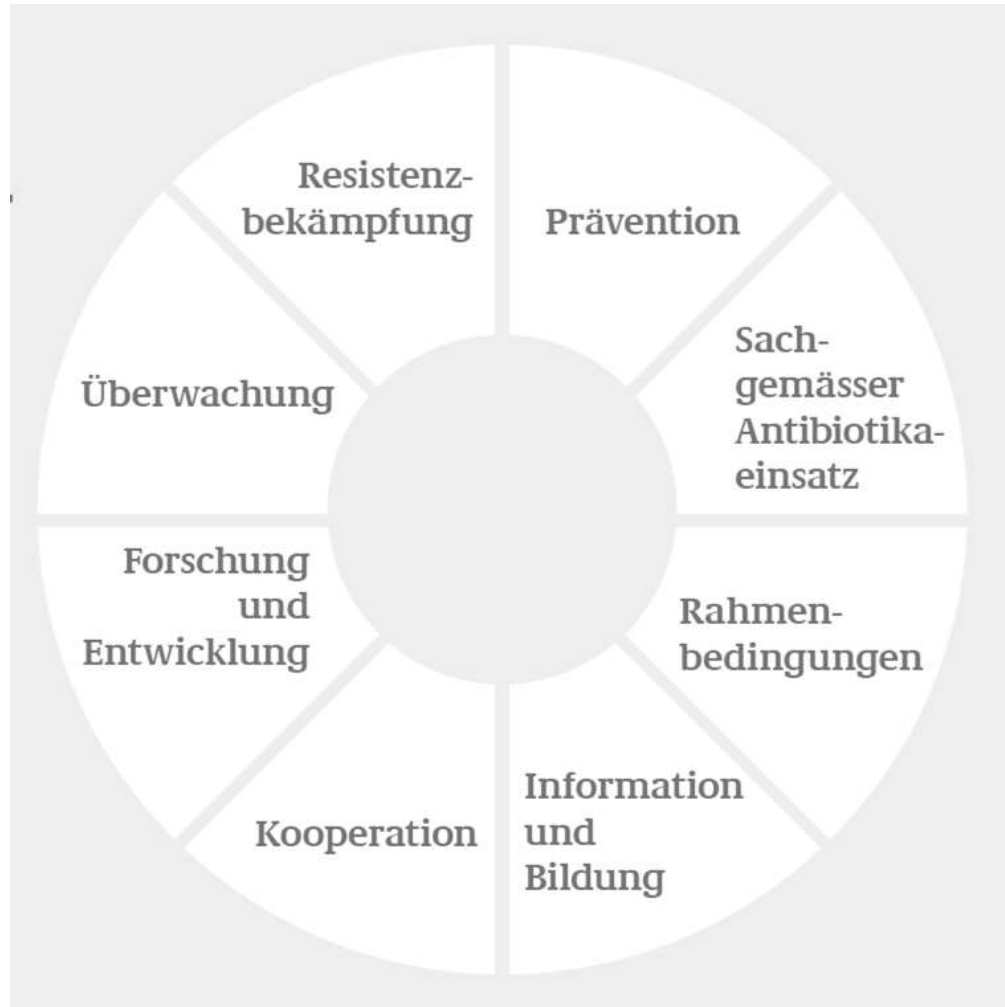 Resistenz-
bekämpfung
Prävention
Sach-
gemässer
Antibiotika-
einsatz
Überwachung
Forschung
und
Entwicklung
Rahmen-
bedingungen
Kooperation
Information
und
Bildung